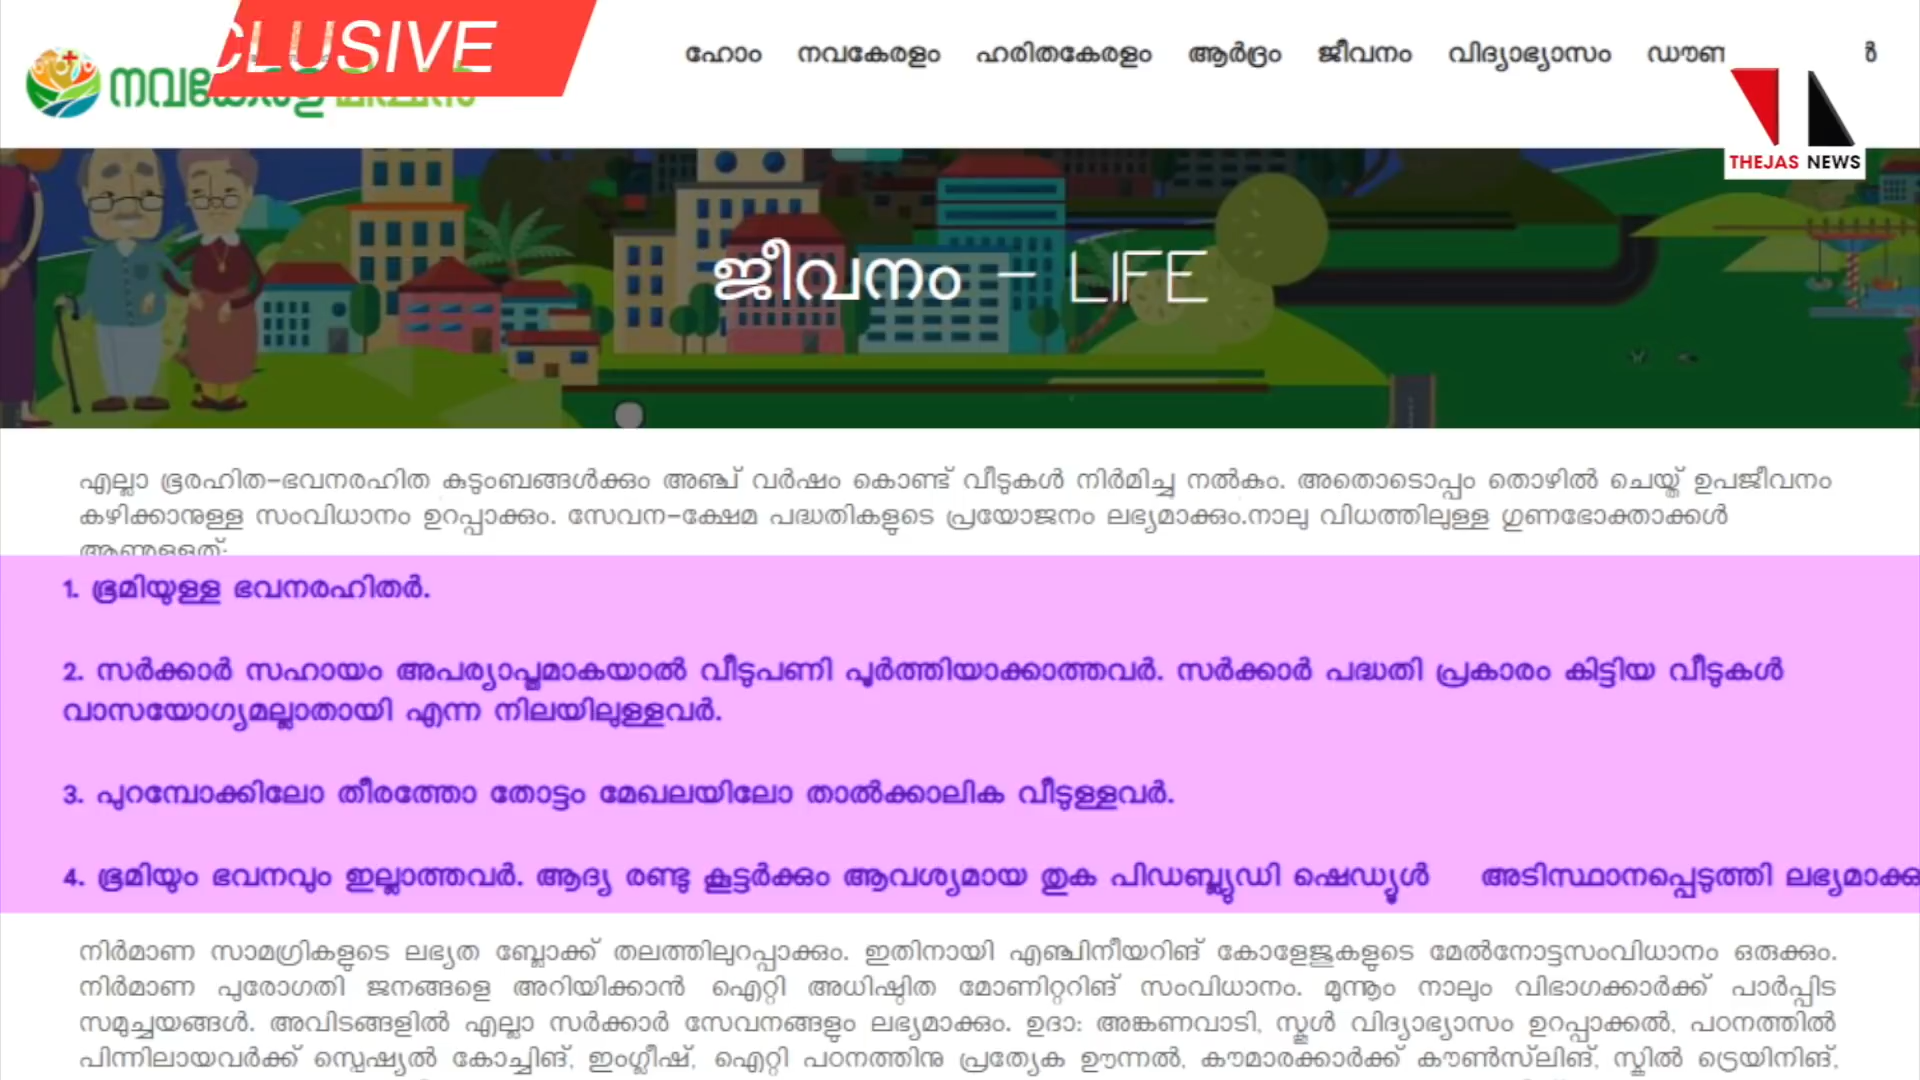 CLUSIVE
ഹോം നവകേരളം ഹരിതകേരളം ആർദ്രം ജീവനം വിദ്യാഭ്യാസം ഡൗൺ
THEJAS NEWS
ജീവനം - LIFE
എല്ലാ ഭൂരഹിത-ഭവനരഹിത കുടുംബങ്ങൾക്കും അഞ്ച് വർഷം കൊണ്ട് വീടുകൾ നിർമിച്ചു നൽകും. അതൊടൊപ്പം തൊഴിൽ ചെയ്ത് ഉപജീവനം
കഴിക്കാനുള്ള സംവിധാനം ഉറപ്പാക്കും. സേവന-ക്ഷേമ പദ്ധതികളുടെ പ്രയോജനം ലഭ്യമാക്കും.നാലു വിധത്തിലുള്ള ഗുണഭോക്താക്കൾ
ആണുള്ളത്:
1. ഭൂമിയുള്ള ഭവനരഹിതർ.
2. സർക്കാർ സഹായം അപര്യാപ്തമാകയാൽ വീടുപണി പൂർത്തിയാക്കാത്തവർ. സർക്കാർ പദ്ധതി പ്രകാരം കിട്ടിയ വീടുകൾ
വാസയോഗ്യമല്ലാതായി എന്ന നിലയിലുള്ളവർ.
3. പുറമ്പോക്കിലോ തീരത്തോ തോട്ടം മേഖലയിലോ താൽക്കാലിക വീടുള്ളവർ.
4. ഭൂമിയും ഭവനവും ഇല്ലാത്തവർ. ആദ്യ രണ്ടു കൂട്ടർക്കും ആവശ്യമായ തുക പിഡബ്ല്യുഡി ഷെഡ്യൂൾ അടിസ്ഥാനപ്പെടുത്തി ലഭ്യമാക്കു
നിർമാണ സാമഗ്രികളുടെ ലഭ്യത ബ്ലോക്ക് തലത്തിലുറപ്പാക്കും. ഇതിനായി എഞ്ചിനീയറിങ് കോളേജുകളുടെ മേൽനോട്ടസംവിധാനം ഒരുക്കും.
നിർമാണ പുരോഗതി ജനങ്ങളെ അറിയിക്കാൻ ഐറ്റി അധിഷ്ഠിത മോണിറ്ററിങ് സംവിധാനം. മൂന്നും നാലും വിഭാഗക്കാർക്ക് പാർപ്പിട
സമുച്ചയങ്ങൾ. അവിടങ്ങളിൽ എല്ലാ സർക്കാർ സേവനങ്ങളും ലഭ്യമാക്കും. ഉദാ: അങ്കണവാടി, സ്കൂൾ വിദ്യാഭ്യാസം ഉറപ്പാക്കൽ, പഠനത്തിൽ
പിന്നിലായവർക്ക് സ്പെഷ്യൽ കോച്ചിങ്, ഇംഗ്ലീഷ്, ഐറ്റി പഠനത്തിനു പ്രത്യേക ഊന്നൽ, കൗമാരക്കാർക്ക് കൗൺസ്‌ലിങ്, സ്കിൽ ട്രെയിനിങ്,